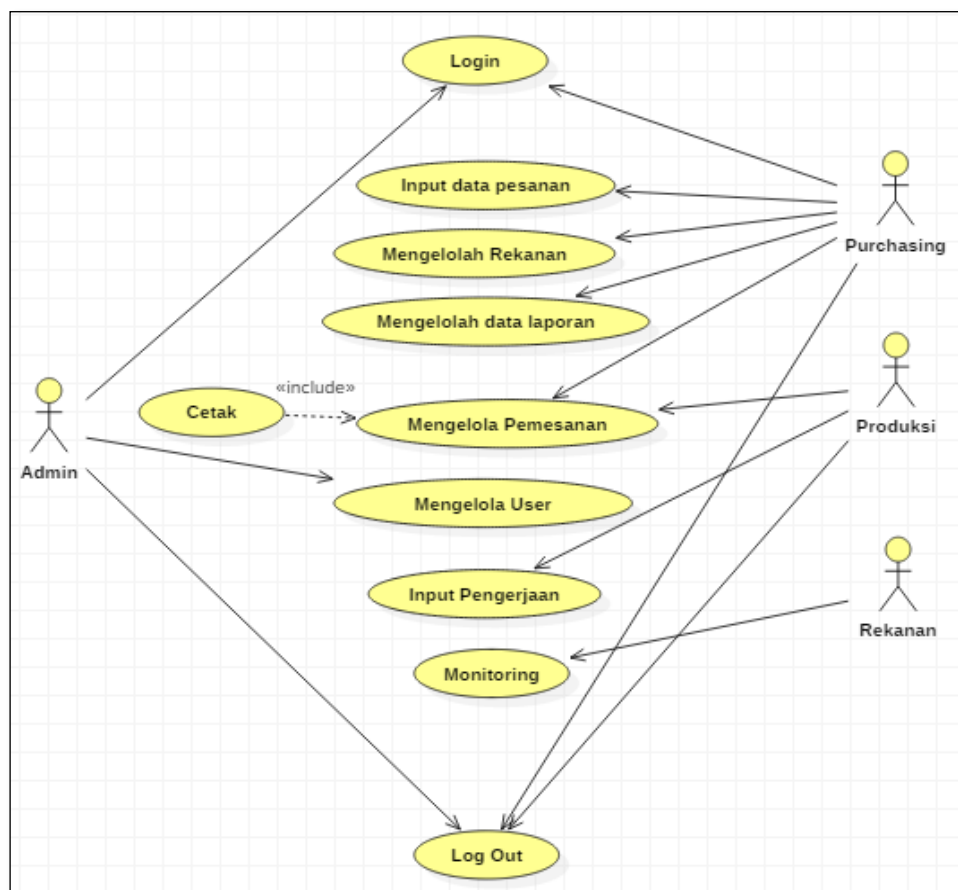 Login
Input data pesanan
Purchasing
Mengelolah Rekanan
Mengelolah data laporan
«include»
Cetak
Mengelola Pemesanan
Produksi
Admin
Mengelola User
Input Pengerjaan
Rekanan
Monitoring
Log Out